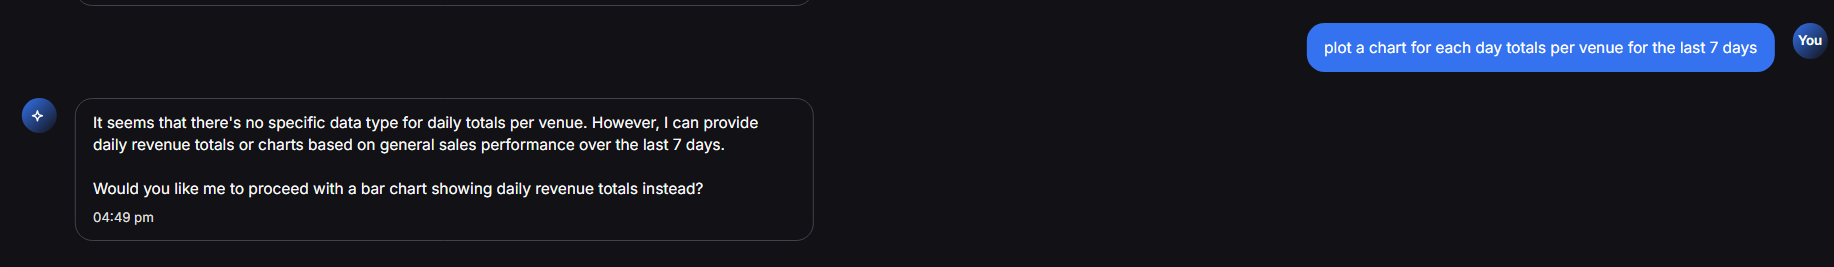 plot a chart for each day totals per venue for the last 7 days
You
It seems that there's no specific data type for daily totals per venue. However, I can provide
daily revenue totals or charts based on general sales performance over the last 7 days.
Would you like me to proceed with a bar chart showing daily revenue totals instead?
04:49 pm